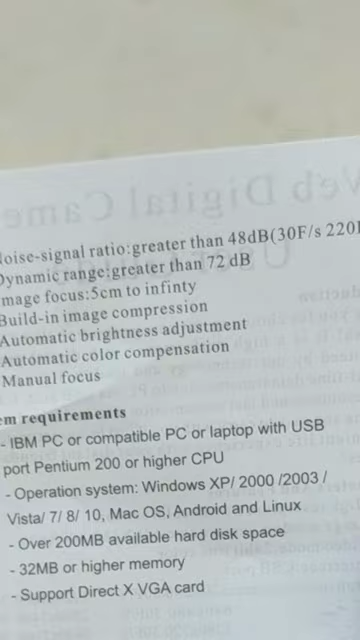 oise-signal ratio:greater than 48dB(30F/s 220
Dynamic range:greater than 72 dB
mage focus:5cm to infinty
Build-in image compression
Automatic brightness adjustment
Automatic color compensation
Manual focus
em requirements
- IBM PC or compatible PC or laptop with USB
port Pentium 200 or higher CPU
- Operation system: Windows XP/ 2000 /2003 /
Vista/ 7/ 8/ 10, Mac OS, Android and Linux
- Over 200MB available hard disk space
- 32MB or higher memory
- Support Direct X VGA card